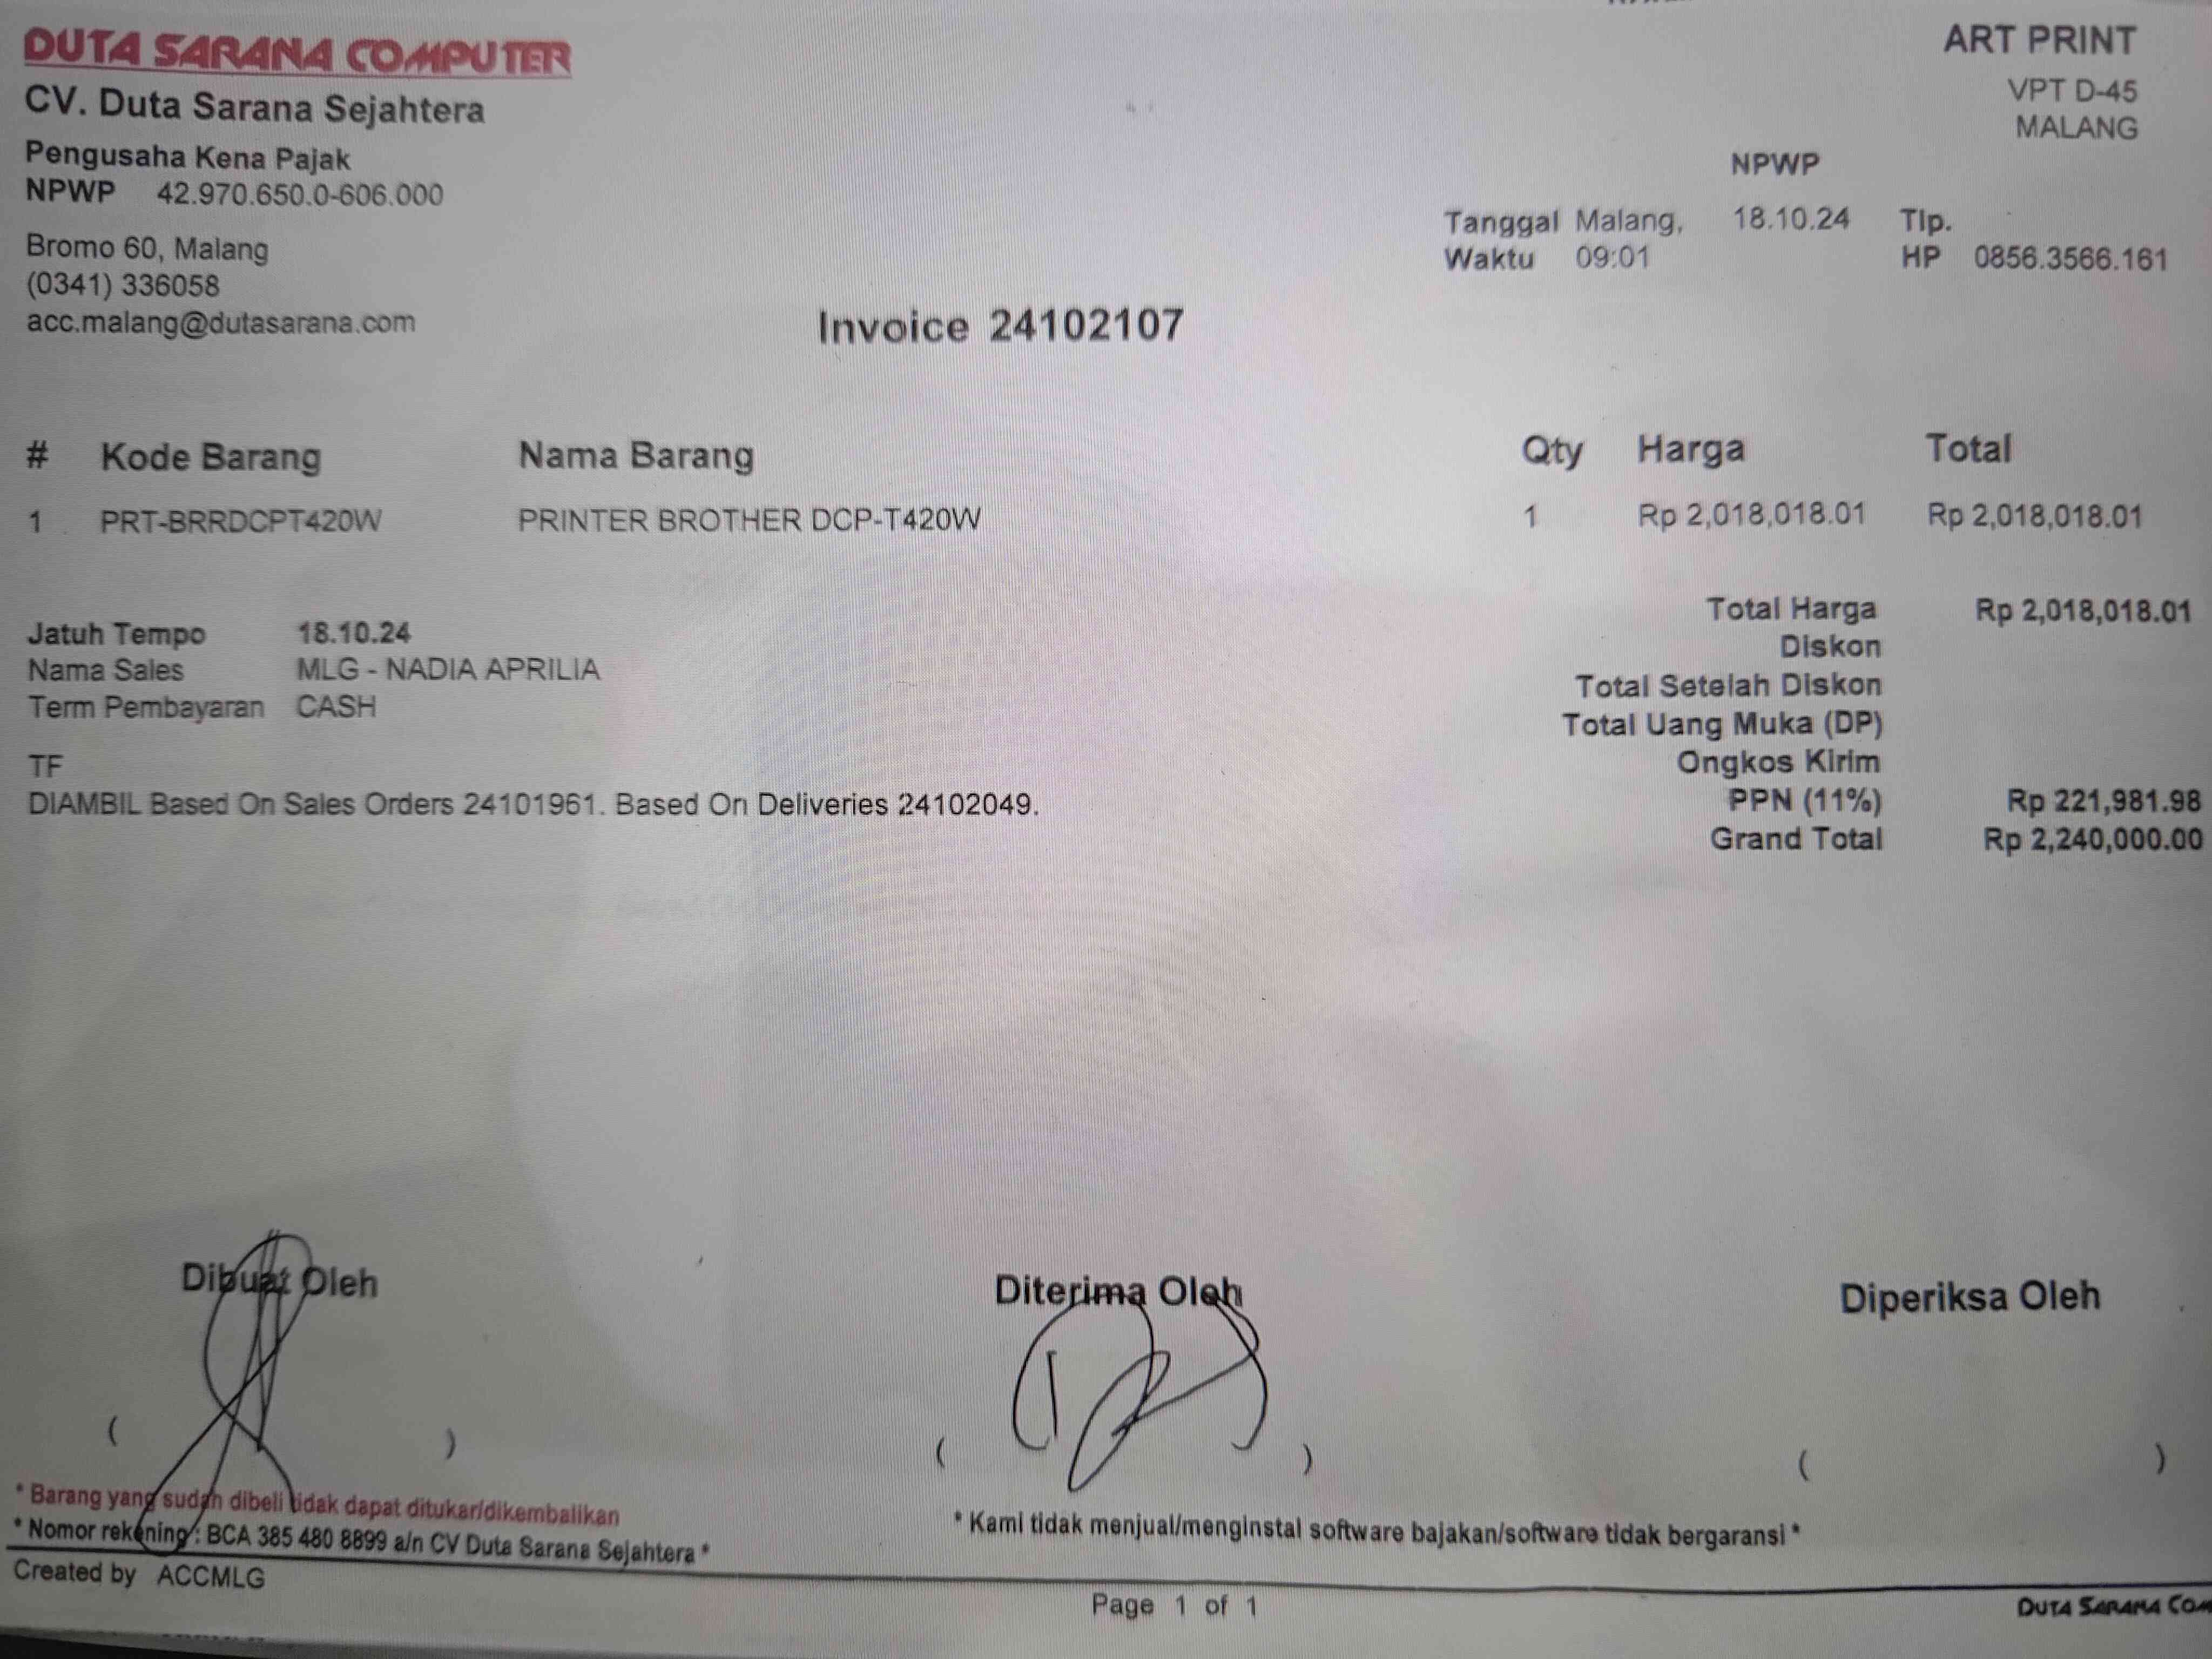 DUTA SARANA COMPUTER
CV. Duta Sarana Sejahtera
Pengusaha Kena Pajak
NPWP 42.970.650.0-606.000
Bromo 60, Malang
(0341) 336058
acc.malang@dutasarana.com
ART PRINT
VPT D-45
MALANG
NPWP
Tanggal Malang, 18.10.24 Tlp.
Waktu 09:01 HP 0856.3566.161
Invoice 24102107
# Kode Barang Nama Barang Qty Harga Total
1 PRT-BRRDCPT420W PRINTER BROTHER DCP-T420W 1 Rp 2,018,018.01 Rp 2,018,018.01
Jatuh Tempo 18.10.24
Nama Sales MLG - NADIA APRILIA
Term Pembayaran CASH
TF
DIAMBIL Based On Sales Orders 24101961. Based On Deliveries 24102049.
Total Harga Rp 2,018,018.01
Diskon
Total Setelah Diskon
Total Uang Muka (DP)
Ongkos Kirim
PPN (11%) Rp 221,981.98
Grand Total Rp 2,240,000.00
Dibuat Oleh Diterima Oleh Diperiksa Oleh
( ) ( ) ( )
* Barang yang sudah dibeli tidak dapat ditukar/dikembalikan
* Nomor rekening : BCA 385 480 8899 a/n CV Duta Sarana Sejahtera *
* Kami tidak menjual/menginstal software bajakan/software tidak bergaransi *
Created by ACCMLG
Page 1 of 1
DUTA SARANA COM